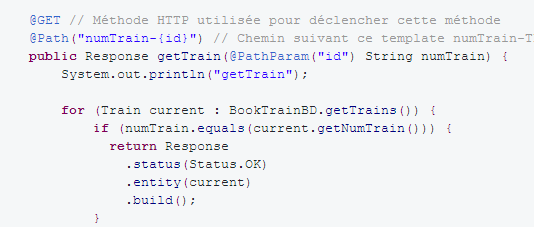 @GET // Méthode HTTP utilisée pour déclencher cette méthode
@Path("numTrain-{id}") // Chemin suivant ce template numTrain-T
public Response getTrain(@PathParam("id") String numTrain) {
System.out.println("getTrain");
for (Train current : BookTrainBD.getTrains()) {
if (numTrain.equals(current.getNumTrain())) {
return Response
.status(Status.OK)
.entity(current)
.build();
}